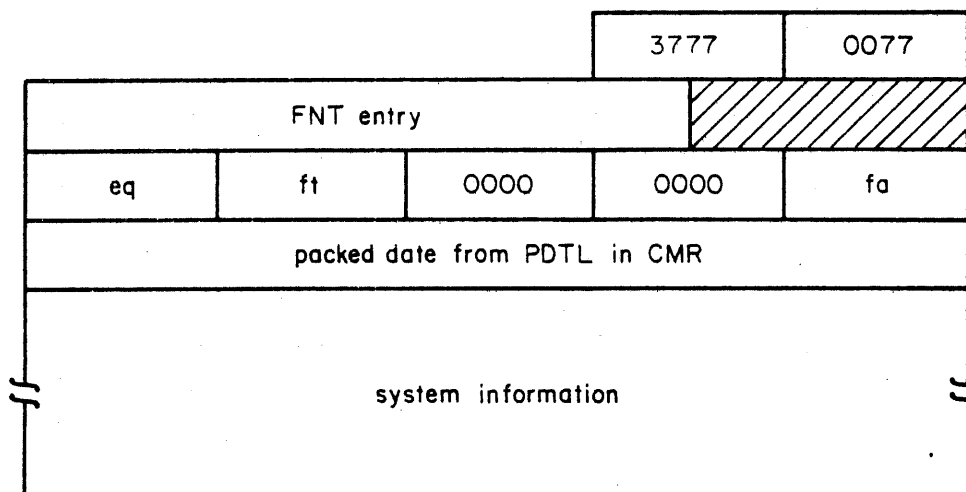 3777 0077
FNT entry
eq ft 0000 0000 fa
packed date from PDTL in CMR
system information